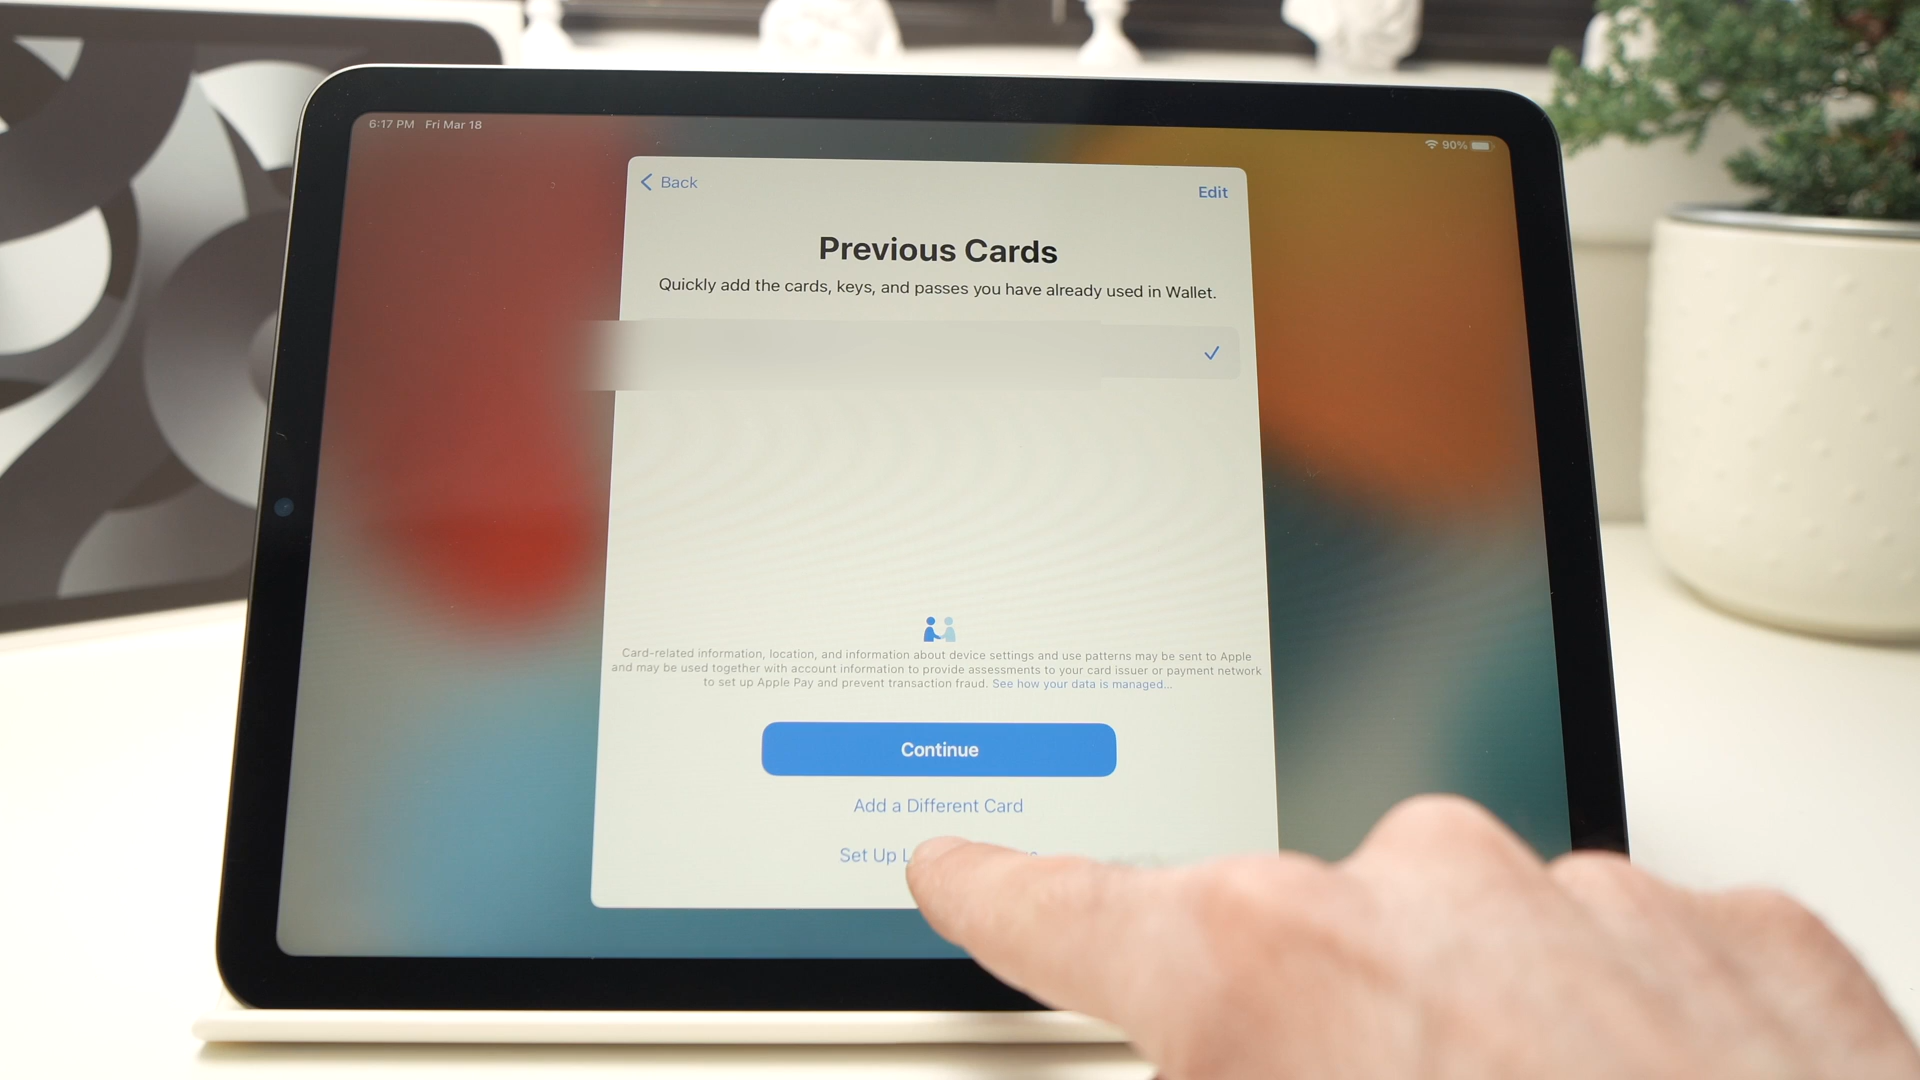 6:17 PM Fri Mar 18
90%
Back
Edit
Previous Cards
Quickly add the cards, keys, and passes you have already used in Wallet.
Card-related information, location, and information about device settings and use patterns may be sent to Apple
and may be used together with account information to provide assessments to your card issuer or payment network
to set up Apple Pay and prevent transaction fraud. See how your data is managed...
Continue
Add a Different Card
Set Up